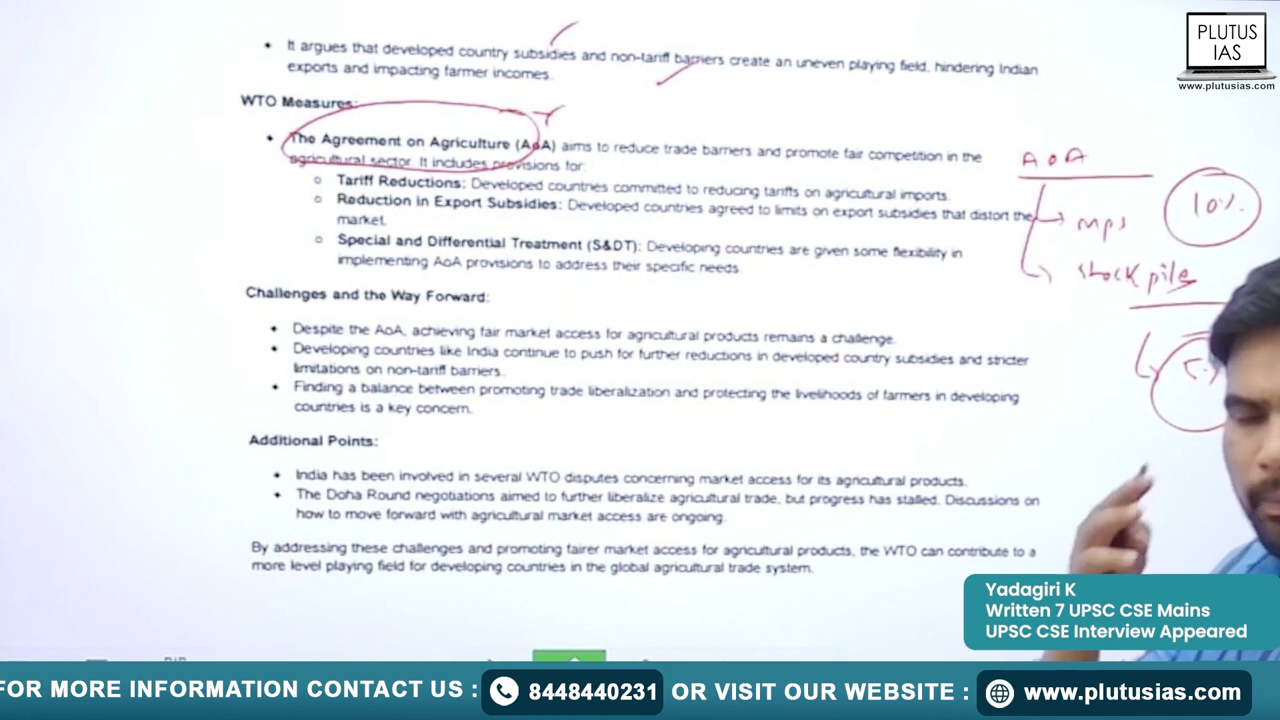 PLUTUS
IAS
www.plutusias.com
• It argues that developed country subsidies and non-tariff barriers create an uneven playing field, hindering Indian
exports and impacting farmer incomes.
WTO Measures:
• The Agreement on Agriculture (AoA) aims to reduce trade barriers and promote fair competition in the
agricultural sector. It includes provisions for:
○ Tariff Reductions: Developed countries committed to reducing tariffs on agricultural imports.
○ Reduction in Export Subsidies: Developed countries agreed to limits on export subsidies that distort the
market.
○ Special and Differential Treatment (S&DT): Developing countries are given some flexibility in
implementing AoA provisions to address their specific needs.
AoA
10%
mps
stock piles
Challenges and the Way Forward:
• Despite the AoA, achieving fair market access for agricultural products remains a challenge.
• Developing countries like India continue to push for further reductions in developed country subsidies and stricter
limitations on non-tariff barriers.
• Finding a balance between promoting trade liberalization and protecting the livelihoods of farmers in developing
countries is a key concern.
Additional Points:
• India has been involved in several WTO disputes concerning market access for its agricultural products.
• The Doha Round negotiations aimed to further liberalize agricultural trade, but progress has stalled. Discussions on
how to move forward with agricultural market access are ongoing.
By addressing these challenges and promoting fairer market access for agricultural products, the WTO can contribute to a
more level playing field for developing countries in the global agricultural trade system.
Yadagiri K
Written 7 UPSC CSE Mains
UPSC CSE Interview Appeared
FOR MORE INFORMATION CONTACT US : 8448440231 OR VISIT OUR WEBSITE : www.plutusias.com